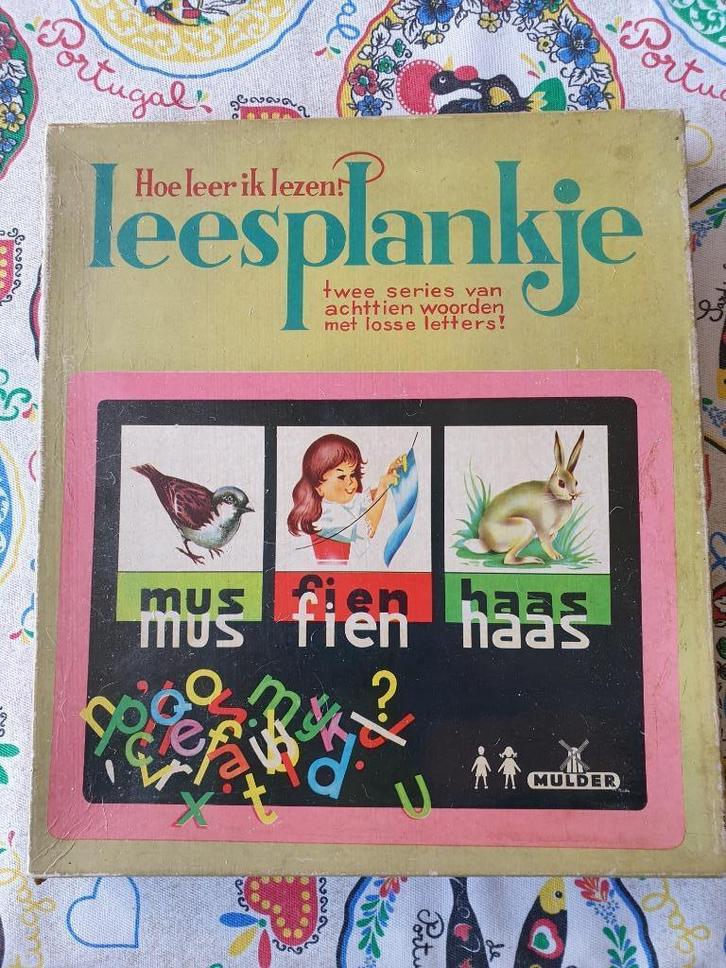 Portugal
Portugal
Hoe leer ik lezen?
leesplankje
twee series van
achttien woorden
met losse letters!
mus fien haas
mus fien haas
?
MULDER